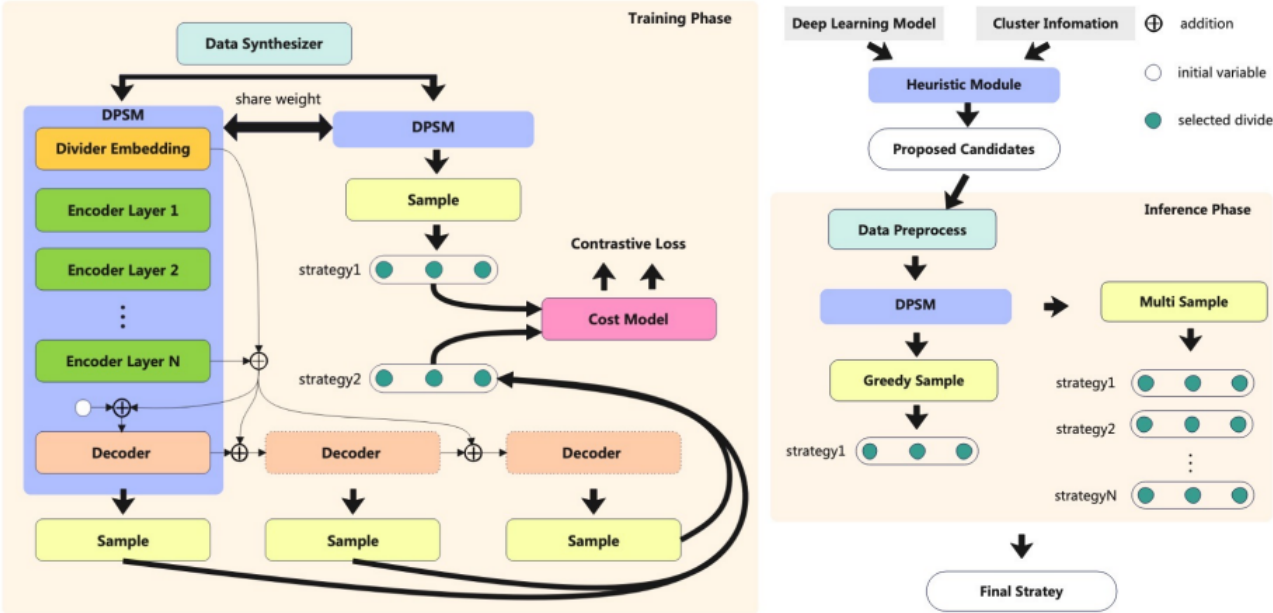 Training Phase
Data Synthesizer
share weight
DPSM
DPSM
Divider Embedding
Sample
Encoder Layer 1
Contrastive Loss
Encoder Layer 2
strategy1
Cost Model
Encoder Layer N
strategy2
Decoder
Decoder
Decoder
Sample
Sample
Sample
Deep Learning Model
Cluster Infomation
addition
Heuristic Module
initial variable
selected divide
Proposed Candidates
Inference Phase
Data Preprocess
DPSM
Multi Sample
Greedy Sample
strategy1
strategy1
strategy2
strategyN
Final Stratey